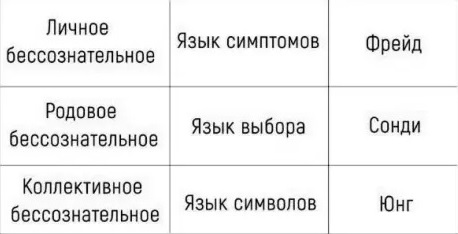 Личное бессознательное
Язык симптомов
Фрейд
Родовое бессознательное
Язык выбора
Сонди
Коллективное бессознательное
Язык символов
Юнг